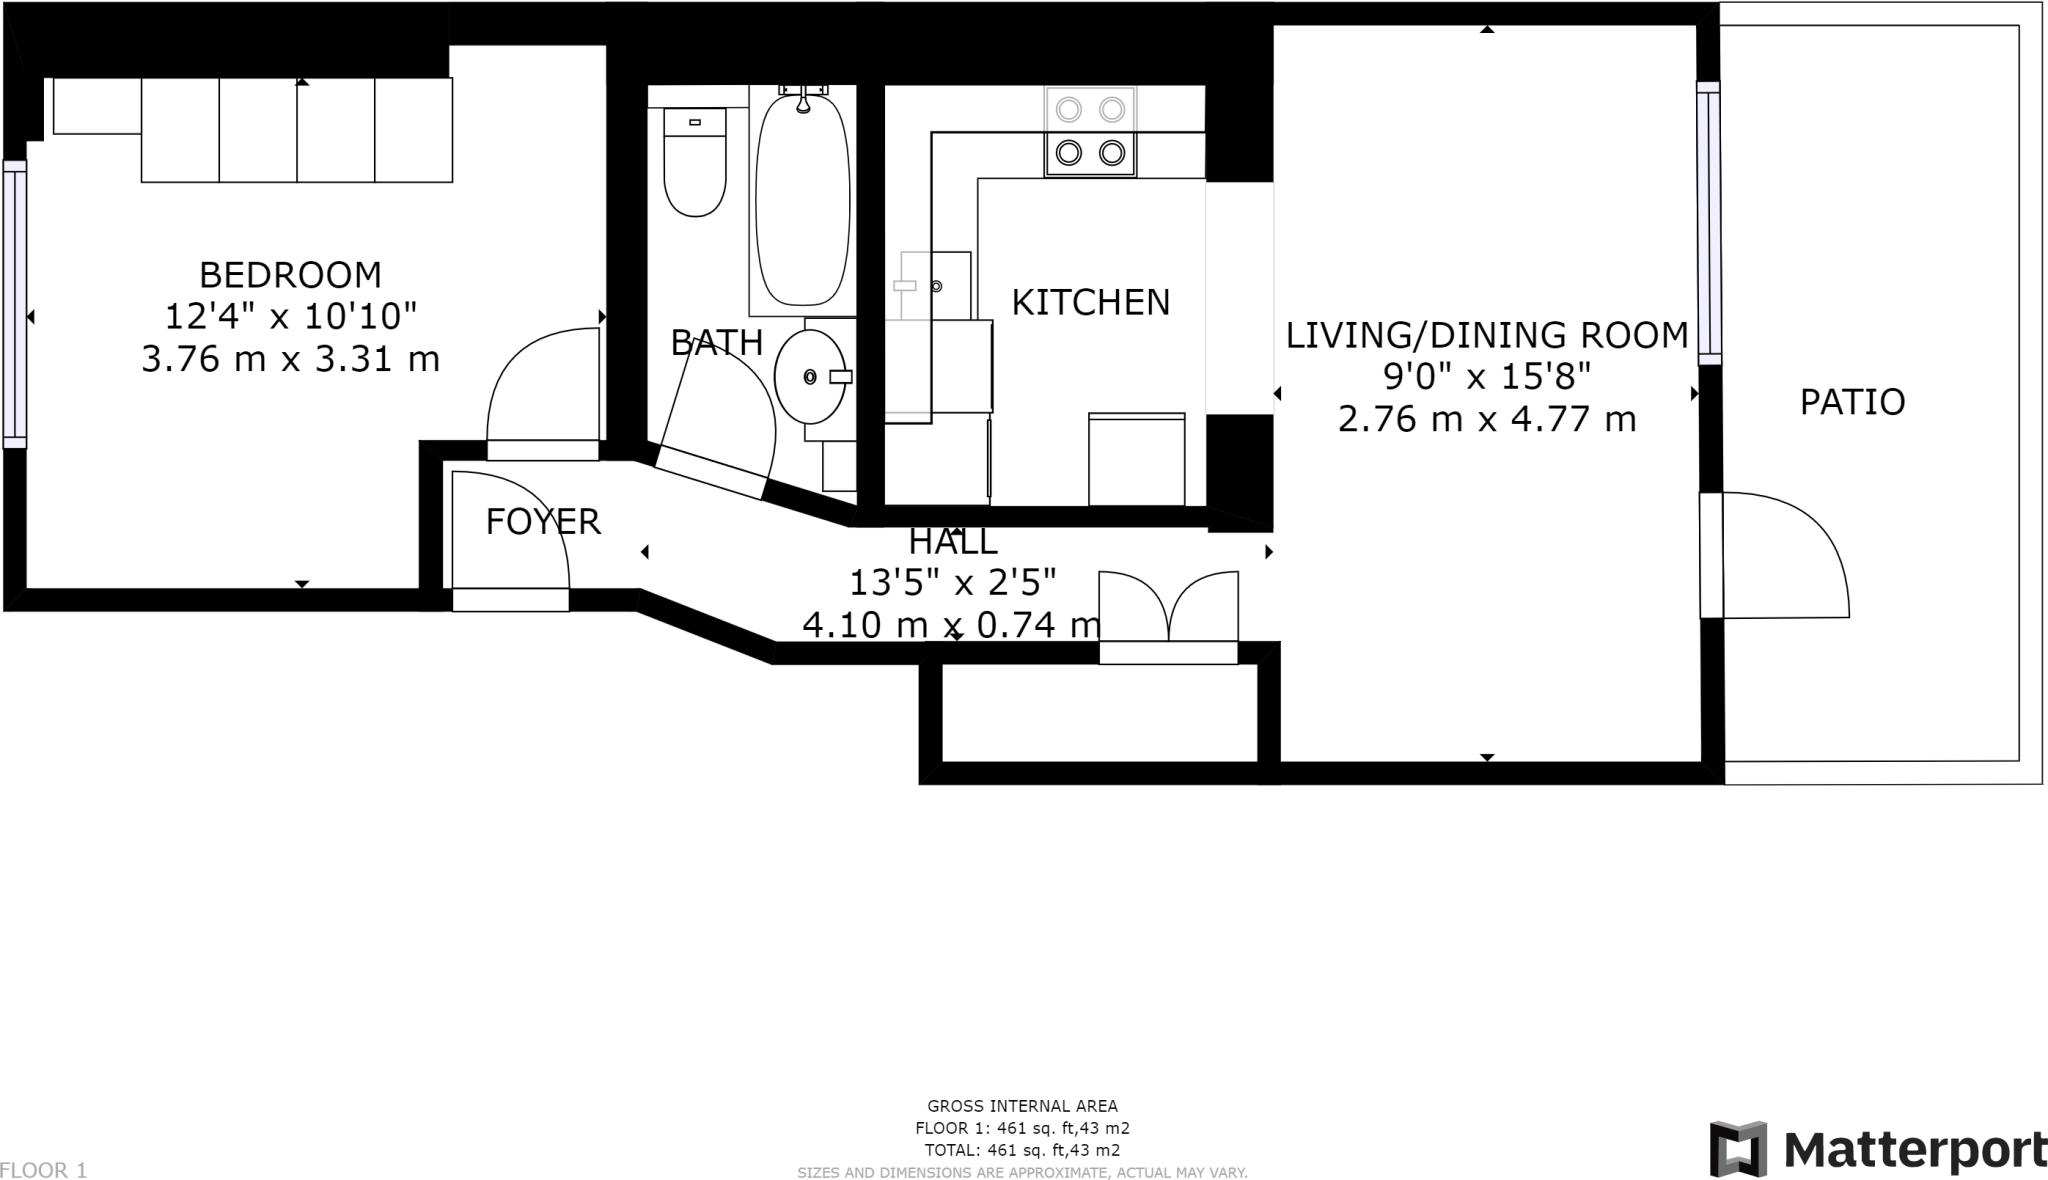 BEDROOM
12'4" x 10'10"
3.76 m x 3.31 m
BATH
KITCHEN
LIVING/DINING ROOM
9'0" x 15'8"
2.76 m x 4.77 m
PATIO
FOYER
HALL
13'5" x 2'5"
4.10 m x 0.74 m
GROSS INTERNAL AREA
FLOOR 1: 461 sq. ft,43 m2
TOTAL: 461 sq. ft,43 m2
SIZES AND DIMENSIONS ARE APPROXIMATE, ACTUAL MAY VARY.
FLOOR 1
Matterport